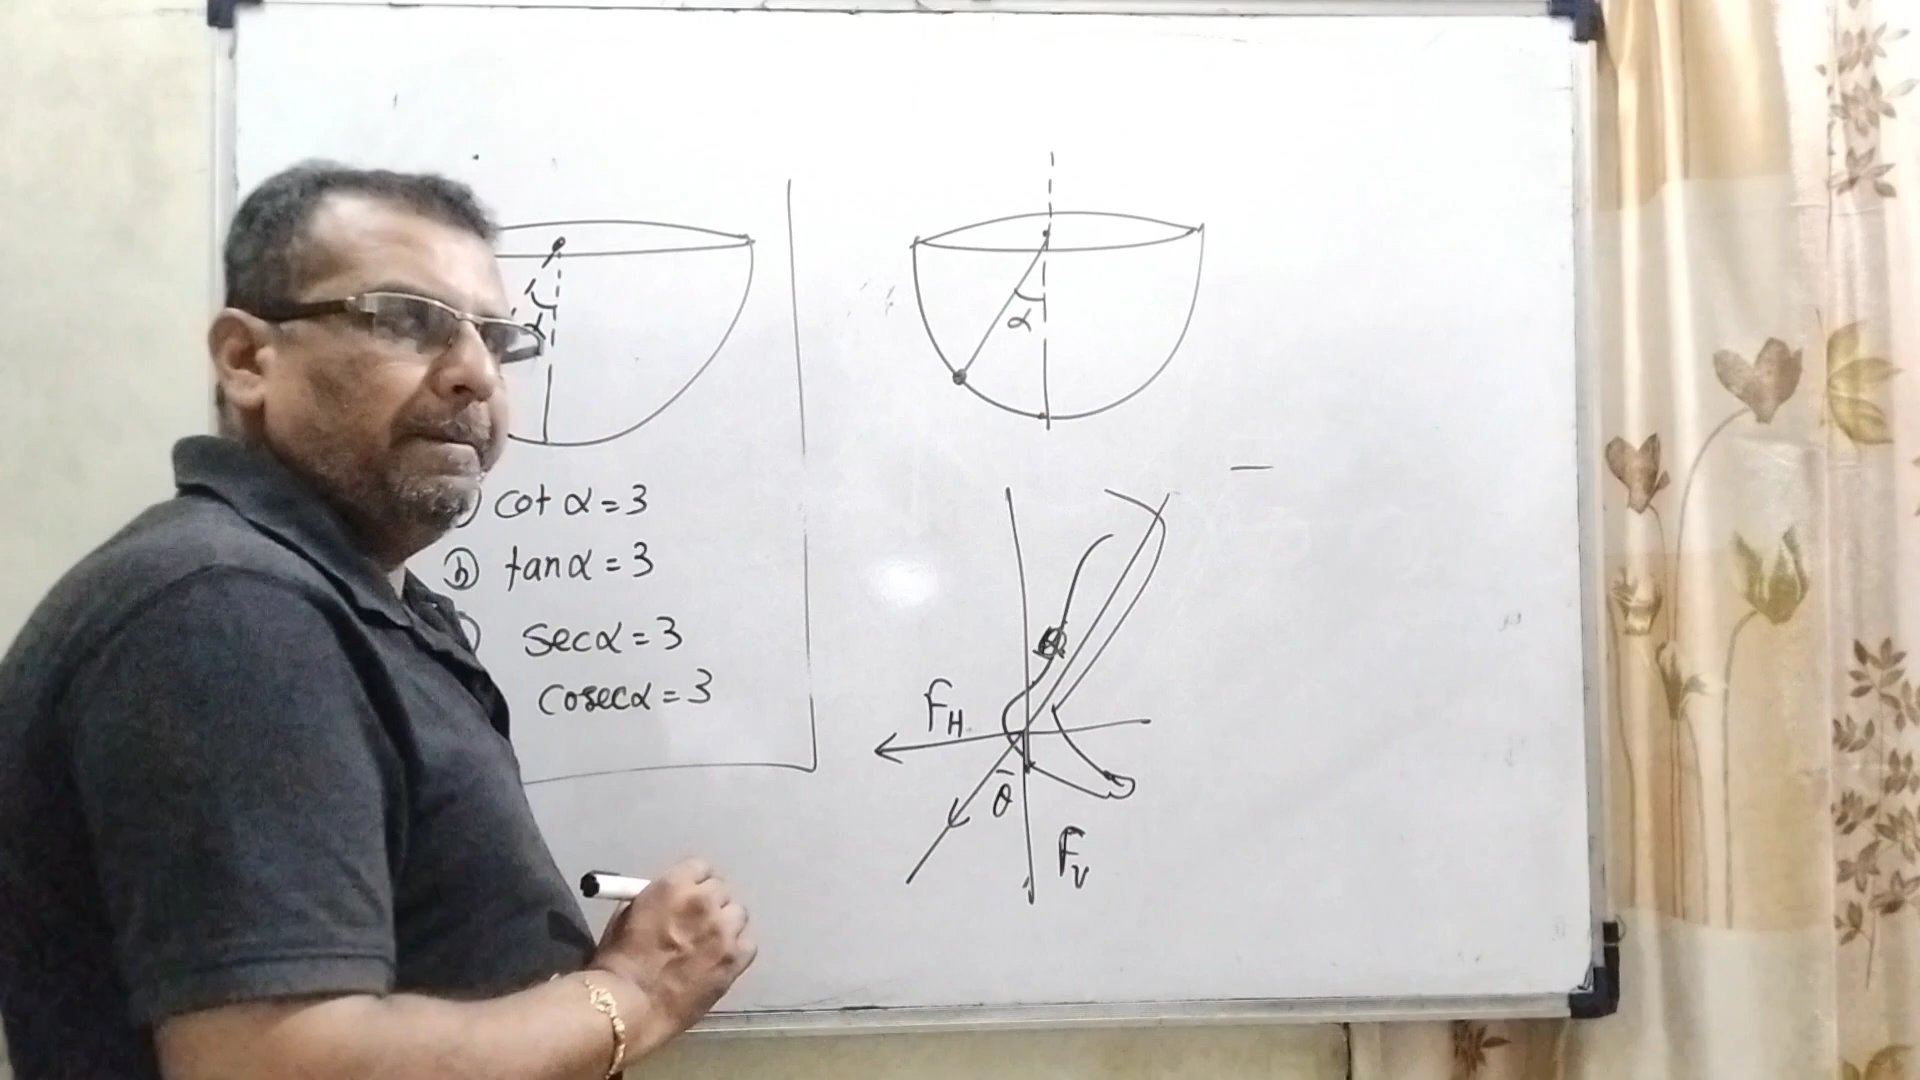 α
α
) cot α = 3
(b) tan α = 3
) sec α = 3
cosec α = 3
F_H
θ
F_V